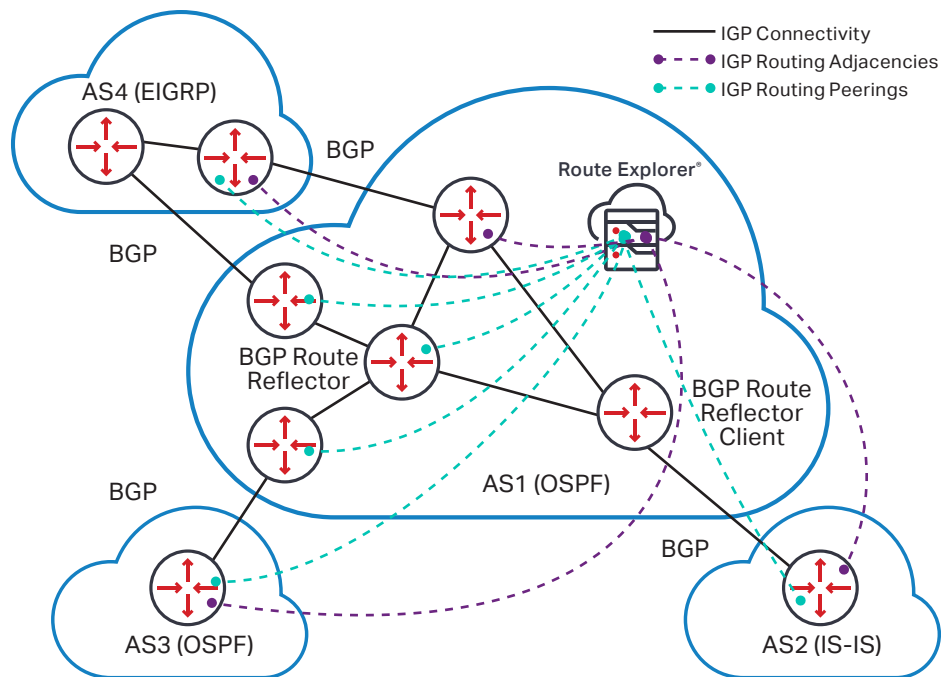 IGP Connectivity
IGP Routing Adjacencies
IGP Routing Peerings
AS4 (EIGRP)
BGP
Route Explorer®
BGP
BGP Route
Reflector
BGP Route
Reflector
Client
AS1 (OSPF)
BGP
BGP
AS3 (OSPF)
AS2 (IS-IS)